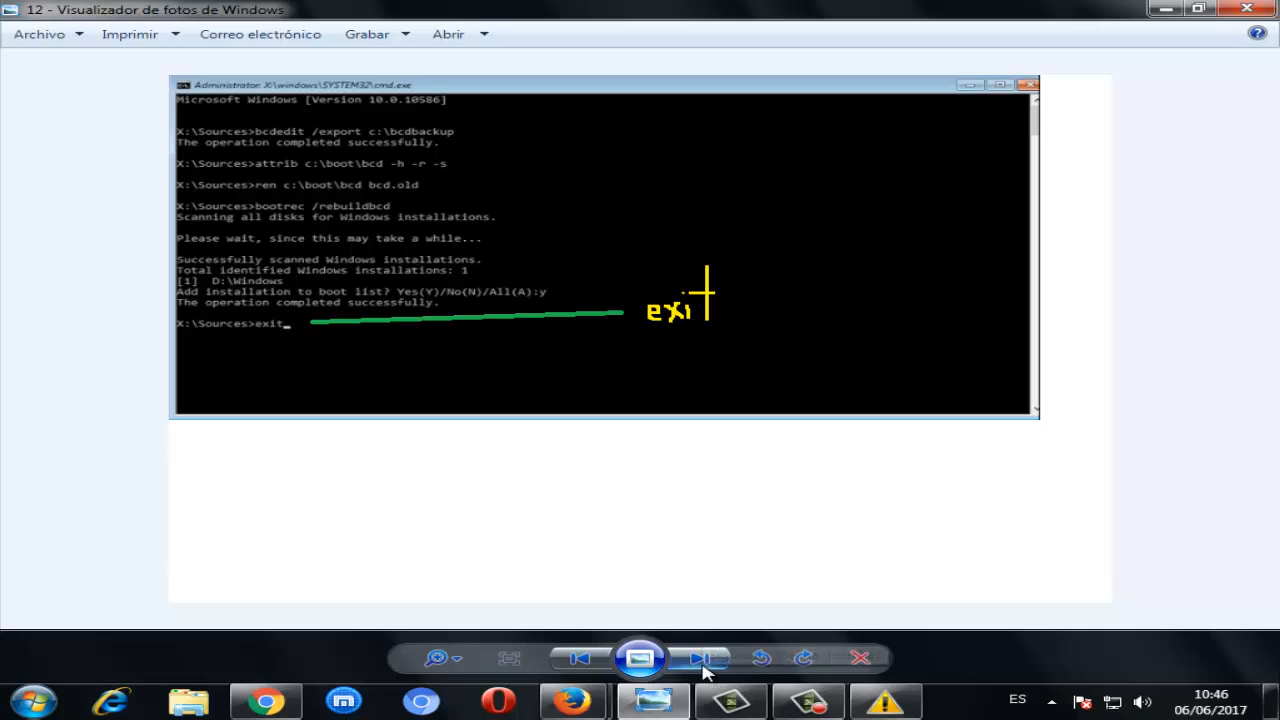 12 - Visualizador de fotos de Windows
Archivo Imprimir Correo electrónico Grabar Abrir
Administrator: X:\windows\SYSTEM32\cmd.exe
Microsoft Windows [Version 10.0.10586]
X:\Sources>bcdedit /export c:\bcdbackup
The operation completed successfully.
X:\Sources>attrib c:\boot\bcd -h -r -s
X:\Sources>ren c:\boot\bcd bcd.old
X:\Sources>bootrec /rebuildbcd
Scanning all disks for Windows installations.
Please wait, since this may take a while...
Successfully scanned Windows installations.
Total identified Windows installations: 1
[1] D:\Windows
Add installation to boot list? Yes(Y)/No(N)/All(A):y
The operation completed successfully.
X:\Sources>exit_
exit
ES
10:46
06/06/2017